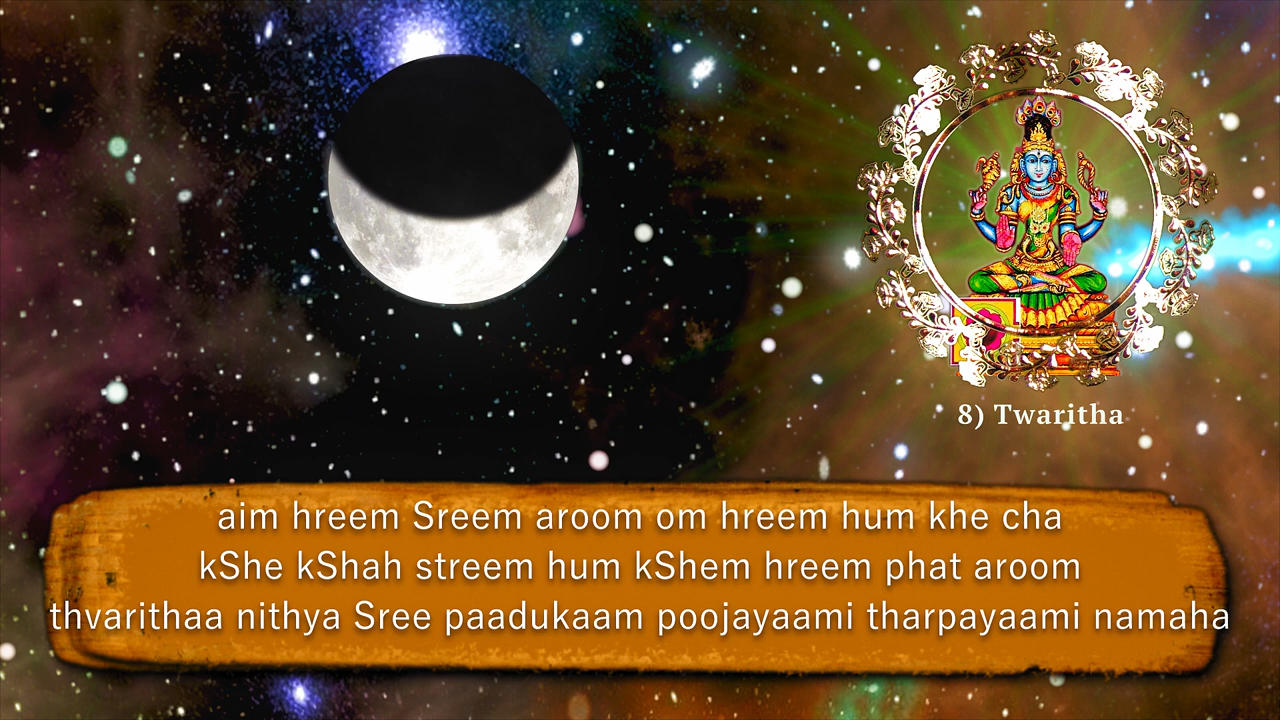 8) Twaritha
aim hreem Sreem aroom om hreem hum khe cha
kShe kShah streem hum kShem hreem phat aroom
thvarithaa nithya Sree paadukaam poojayaami tharpayaami namaha